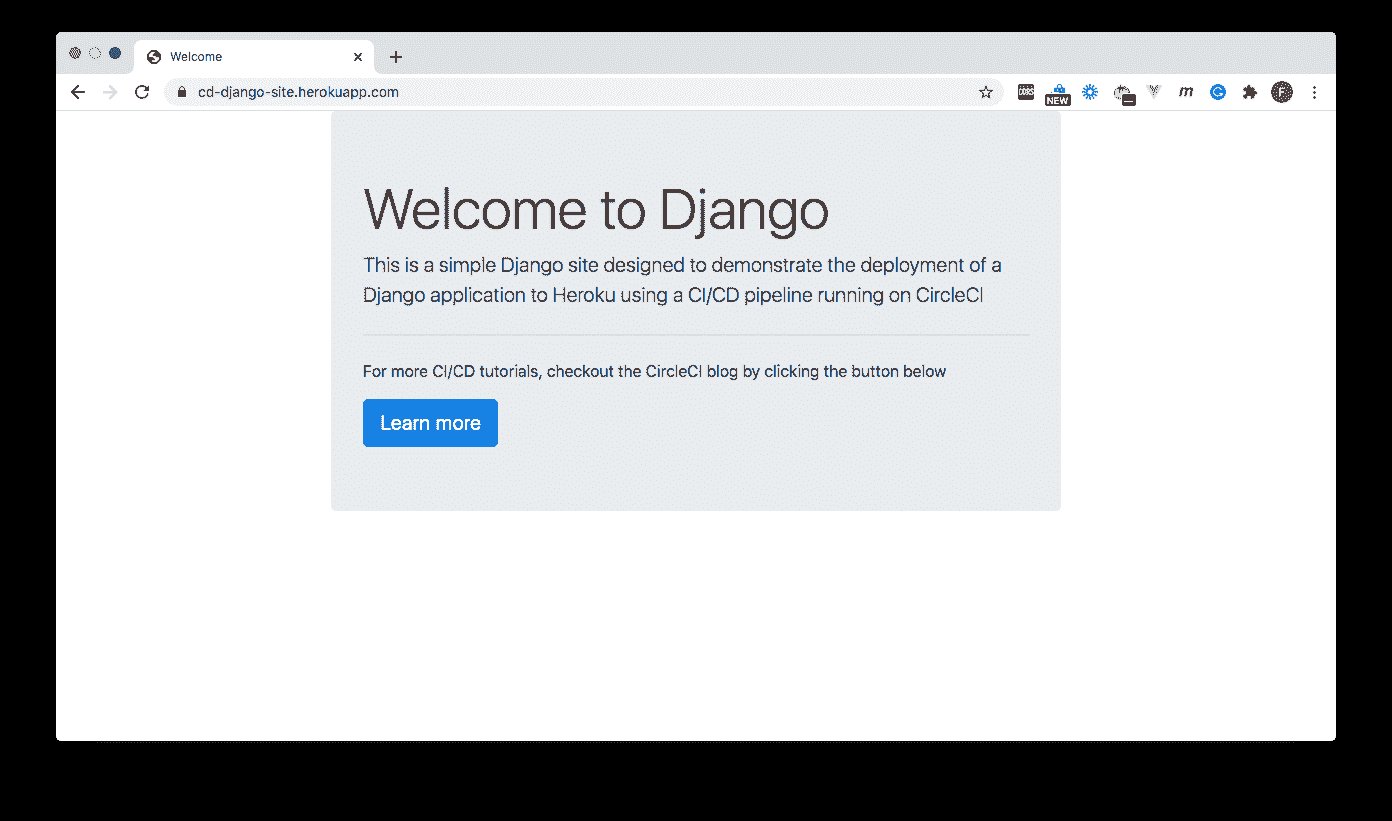 Welcome
cd-django-site.herokuapp.com
NEW
m
F
Welcome to Django
This is a simple Django site designed to demonstrate the deployment of a
Django application to Heroku using a CI/CD pipeline running on CircleCI
For more CI/CD tutorials, checkout the CircleCI blog by clicking the button below
Learn more